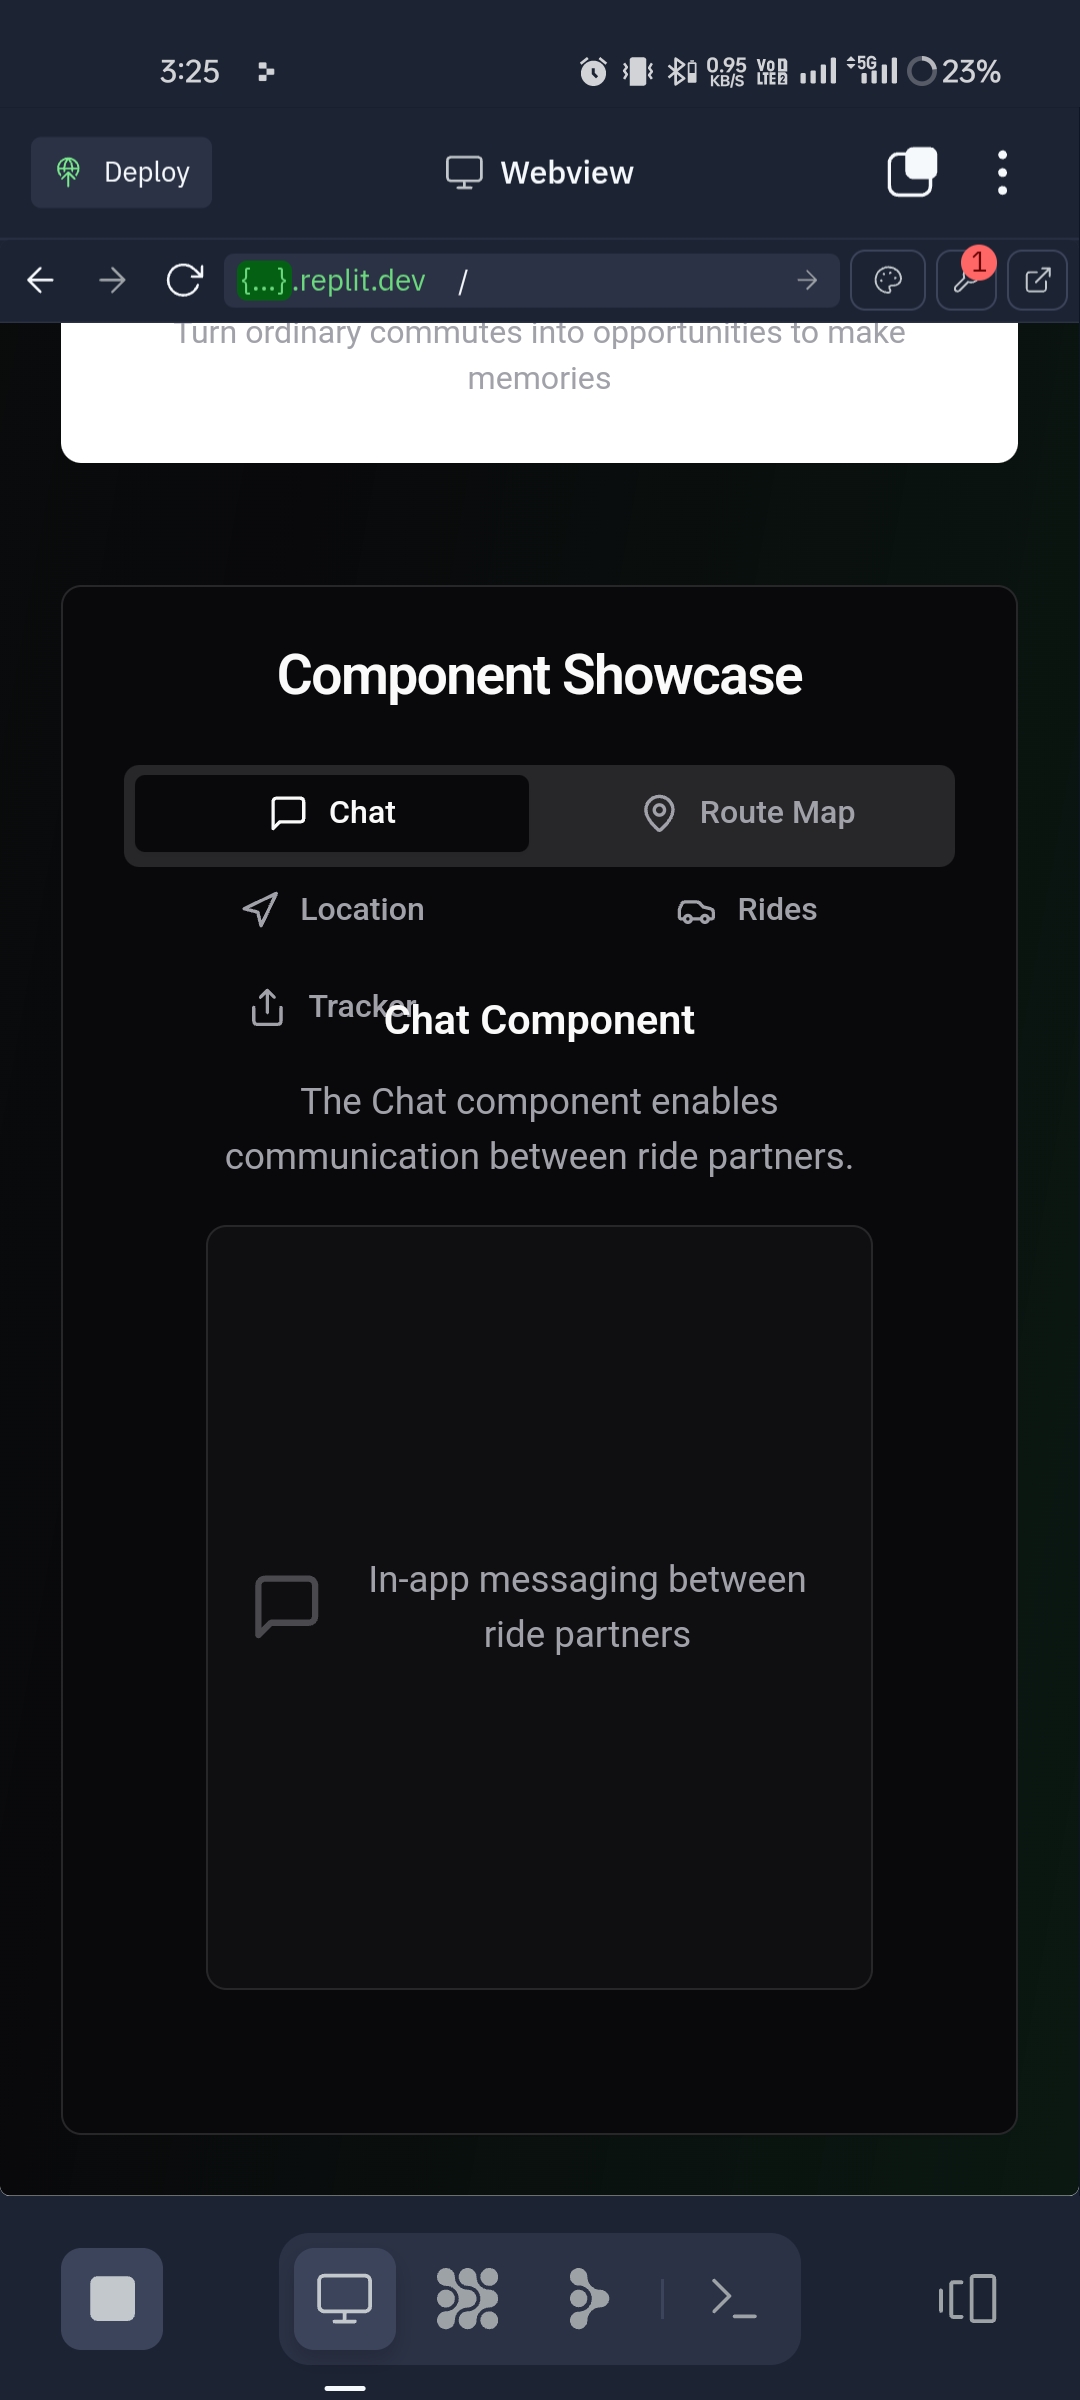 3:25
0.95
KB/S
VoD
LTE2
5G
23%
Deploy
Webview
{...}.replit.dev /
1
Turn ordinary commutes into opportunities to make
memories
Component Showcase
Chat
Route Map
Location
Rides
Tracker
Chat Component
The Chat component enables
communication between ride partners.
In-app messaging between
ride partners